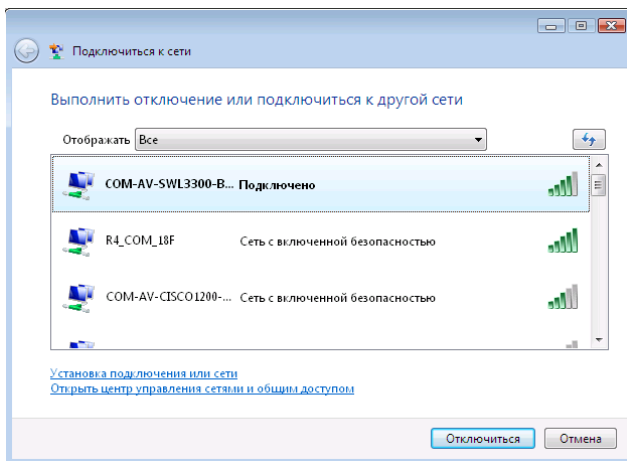 Подключиться к сети
Выполнить отключение или подключиться к другой сети
Отображать Все
COM-AV-SWL3300-B... Подключено
R4_COM_18F Сеть с включенной безопасностью
COM-AV-CISCO1200-... Сеть с включенной безопасностью
Установка подключения или сети
Открыть центр управления сетями и общим доступом
Отключиться Отмена